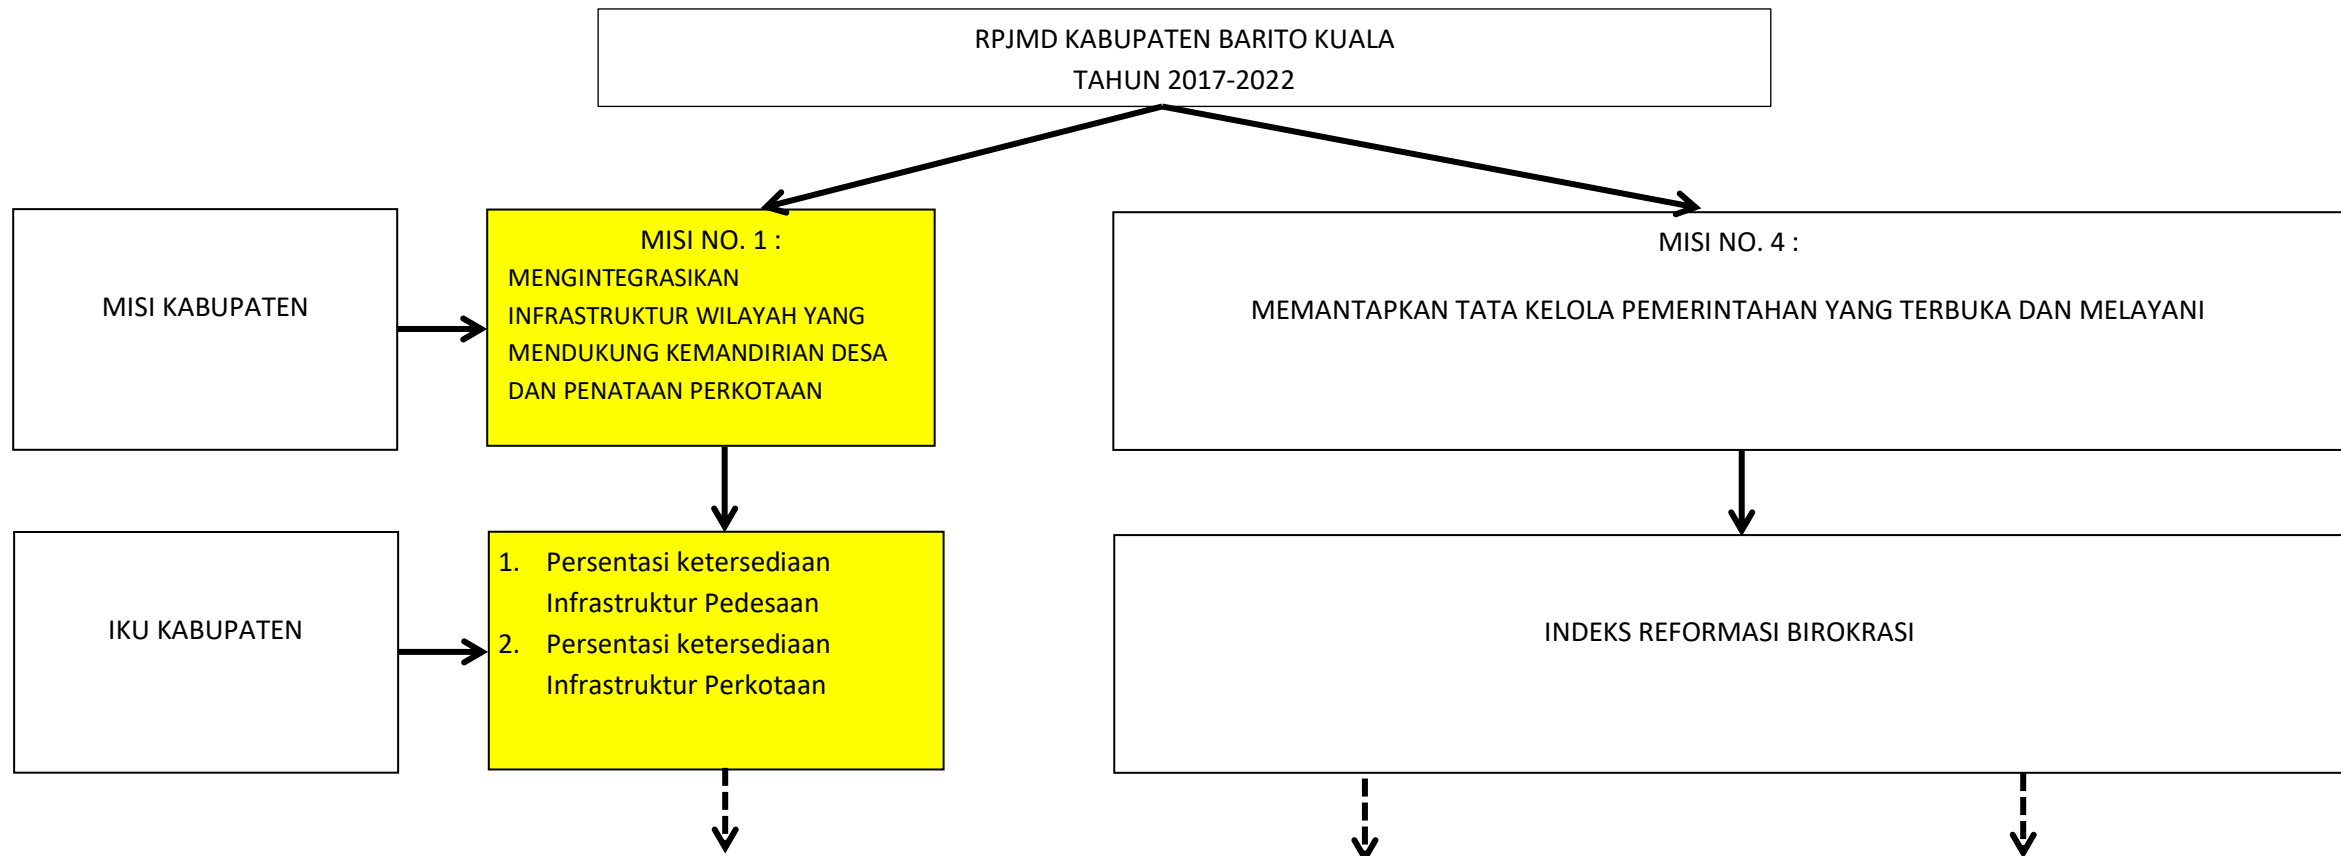 RPJMD KABUPATEN BARITO KUALA
TAHUN 2017-2022
MISI KABUPATEN
MISI NO. 1 :
MENGINTEGRASIKAN
INFRASTRUKTUR WILAYAH YANG
MENDUKUNG KEMANDIRIAN DESA
DAN PENATAAN PERKOTAAN
MISI NO. 4 :
MEMANTAPKAN TATA KELOLA PEMERINTAHAN YANG TERBUKA DAN MELAYANI
IKU KABUPATEN
1. Persentasi ketersediaan
Infrastruktur Pedesaan
2. Persentasi ketersediaan
Infrastruktur Perkotaan
INDEKS REFORMASI BIROKRASI